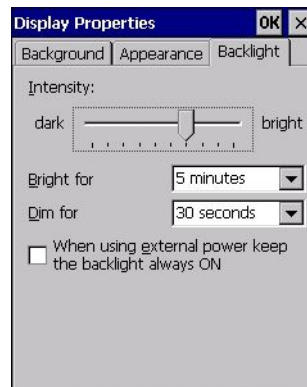 Display Properties OK ×
Background Appearance Backlight
Intensity:
dark bright
Bright for 5 minutes
Dim for 30 seconds
When using external power keep
the backlight always ON